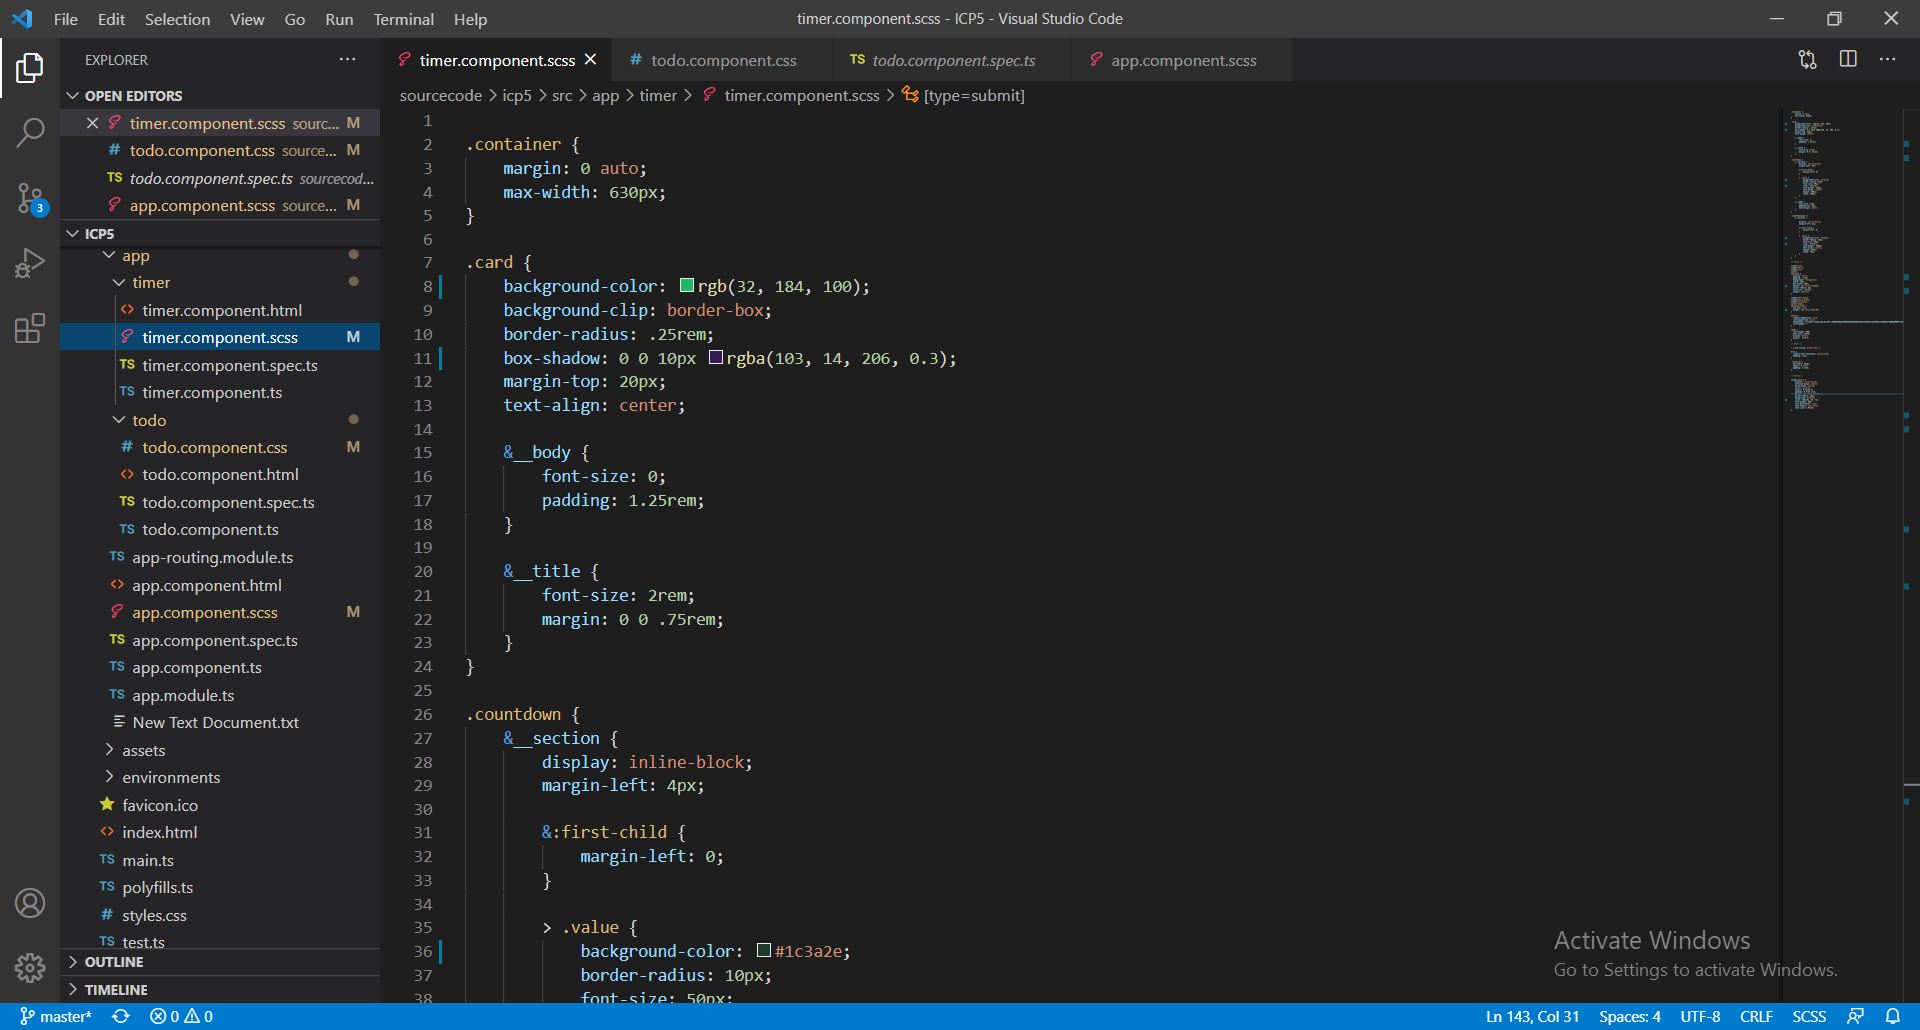 File Edit Selection View Go Run Terminal Help
timer.component.scss - ICP5 - Visual Studio Code
EXPLORER
OPEN EDITORS
timer.component.scss sourc... M
# todo.component.css source... M
TS todo.component.spec.ts sourcecod...
app.component.scss source... M
ICP5
app
timer
timer.component.html
timer.component.scss M
TS timer.component.spec.ts
TS timer.component.ts
todo
# todo.component.css M
todo.component.html
TS todo.component.spec.ts
TS todo.component.ts
TS app-routing.module.ts
app.component.html
app.component.scss M
TS app.component.spec.ts
TS app.component.ts
TS app.module.ts
New Text Document.txt
assets
environments
favicon.ico
index.html
TS main.ts
TS polyfills.ts
# styles.css
TS test.ts
OUTLINE
TIMELINE
3
timer.component.scss
# todo.component.css
TS todo.component.spec.ts
app.component.scss
sourcecode > icp5 > src > app > timer > timer.component.scss > [type=submit]
1
2 .container {
3 margin: 0 auto;
4 max-width: 630px;
5 }
6
7 .card {
8 background-color: rgb(32, 184, 100);
9 background-clip: border-box;
10 border-radius: .25rem;
11 box-shadow: 0 0 10px rgba(103, 14, 206, 0.3);
12 margin-top: 20px;
13 text-align: center;
14
15 &__body {
16 font-size: 0;
17 padding: 1.25rem;
18 }
19
20 &__title {
21 font-size: 2rem;
22 margin: 0 0 .75rem;
23 }
24 }
25
26 .countdown {
27 &__section {
28 display: inline-block;
29 margin-left: 4px;
30
31 &:first-child {
32 margin-left: 0;
33 }
34
35 > .value {
36 background-color: #1c3a2e;
37 border-radius: 10px;
38 font-size: 50px;
Activate Windows
Go to Settings to activate Windows.
master* 0 0
Ln 143, Col 31 Spaces: 4 UTF-8 CRLF SCSS